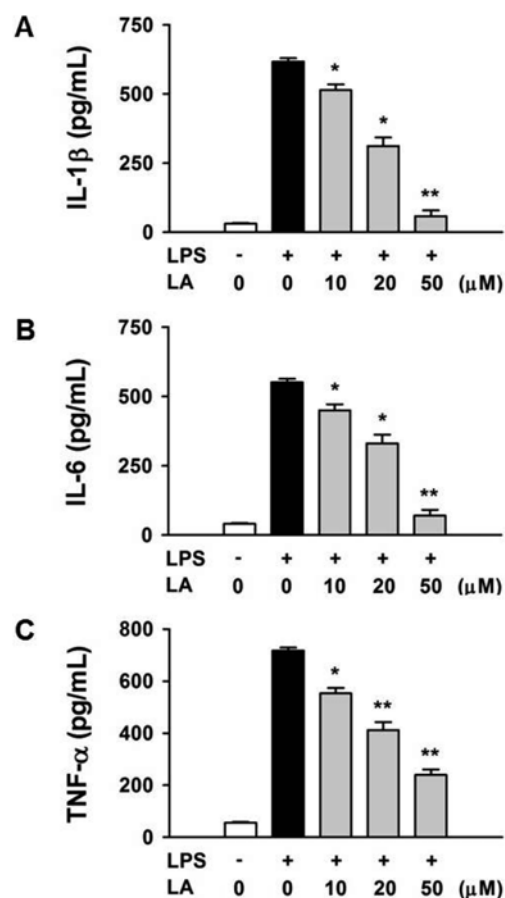 A
IL-1β (pg/mL)
750
500
250
0
*
*
**
LPS - + + + +
LA 0 0 10 20 50 (μM)
B
IL-6 (pg/mL)
750
500
250
0
*
*
**
LPS - + + + +
LA 0 0 10 20 50 (μM)
C
TNF-α (pg/mL)
800
600
400
200
0
*
**
**
LPS - + + + +
LA 0 0 10 20 50 (μM)